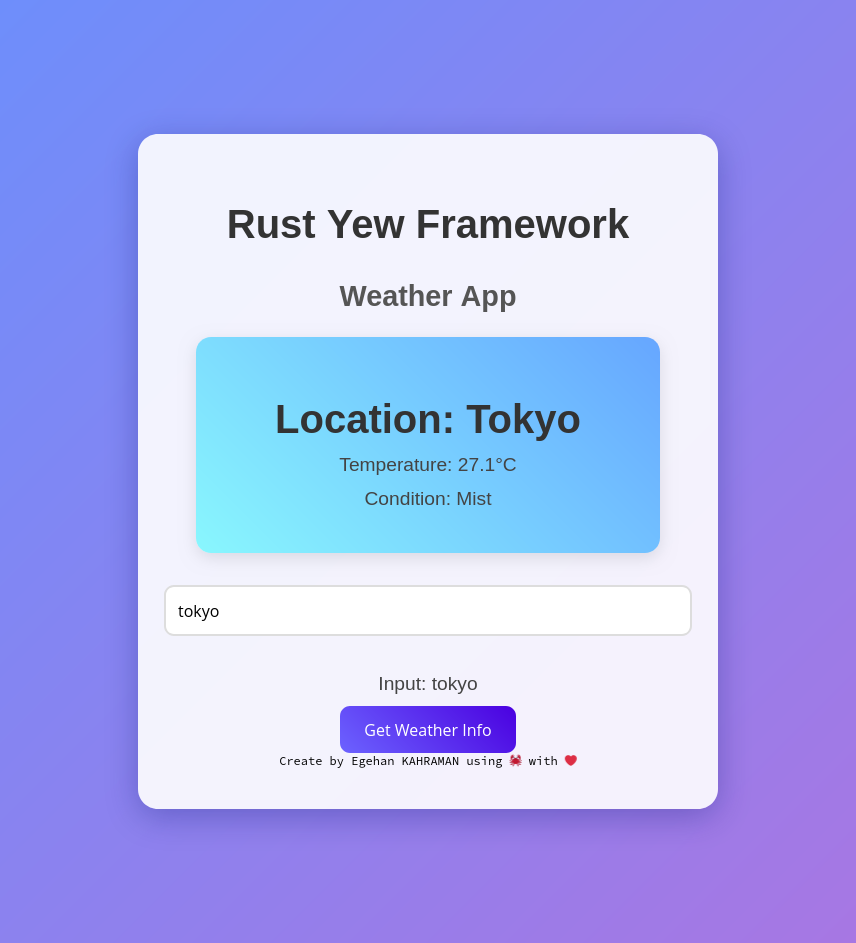 Rust Yew Framework
Weather App
Location: Tokyo
Temperature: 27.1°C
Condition: Mist
tokyo
Input: tokyo
Get Weather Info
Create by Egehan KAHRAMAN using 🦀 with ❤️